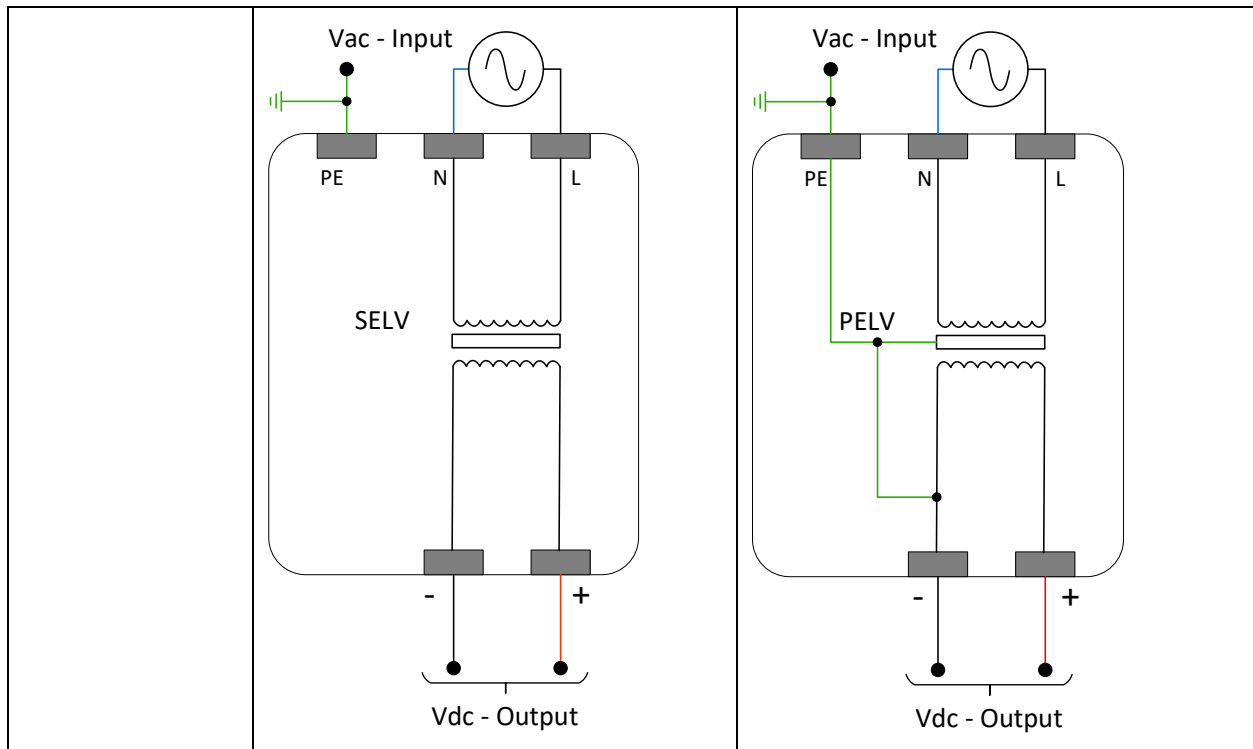 Vac - Input
PE
N
L
SELV
-
+
Vdc - Output
Vac - Input
PE
N
L
PELV
-
+
Vdc - Output